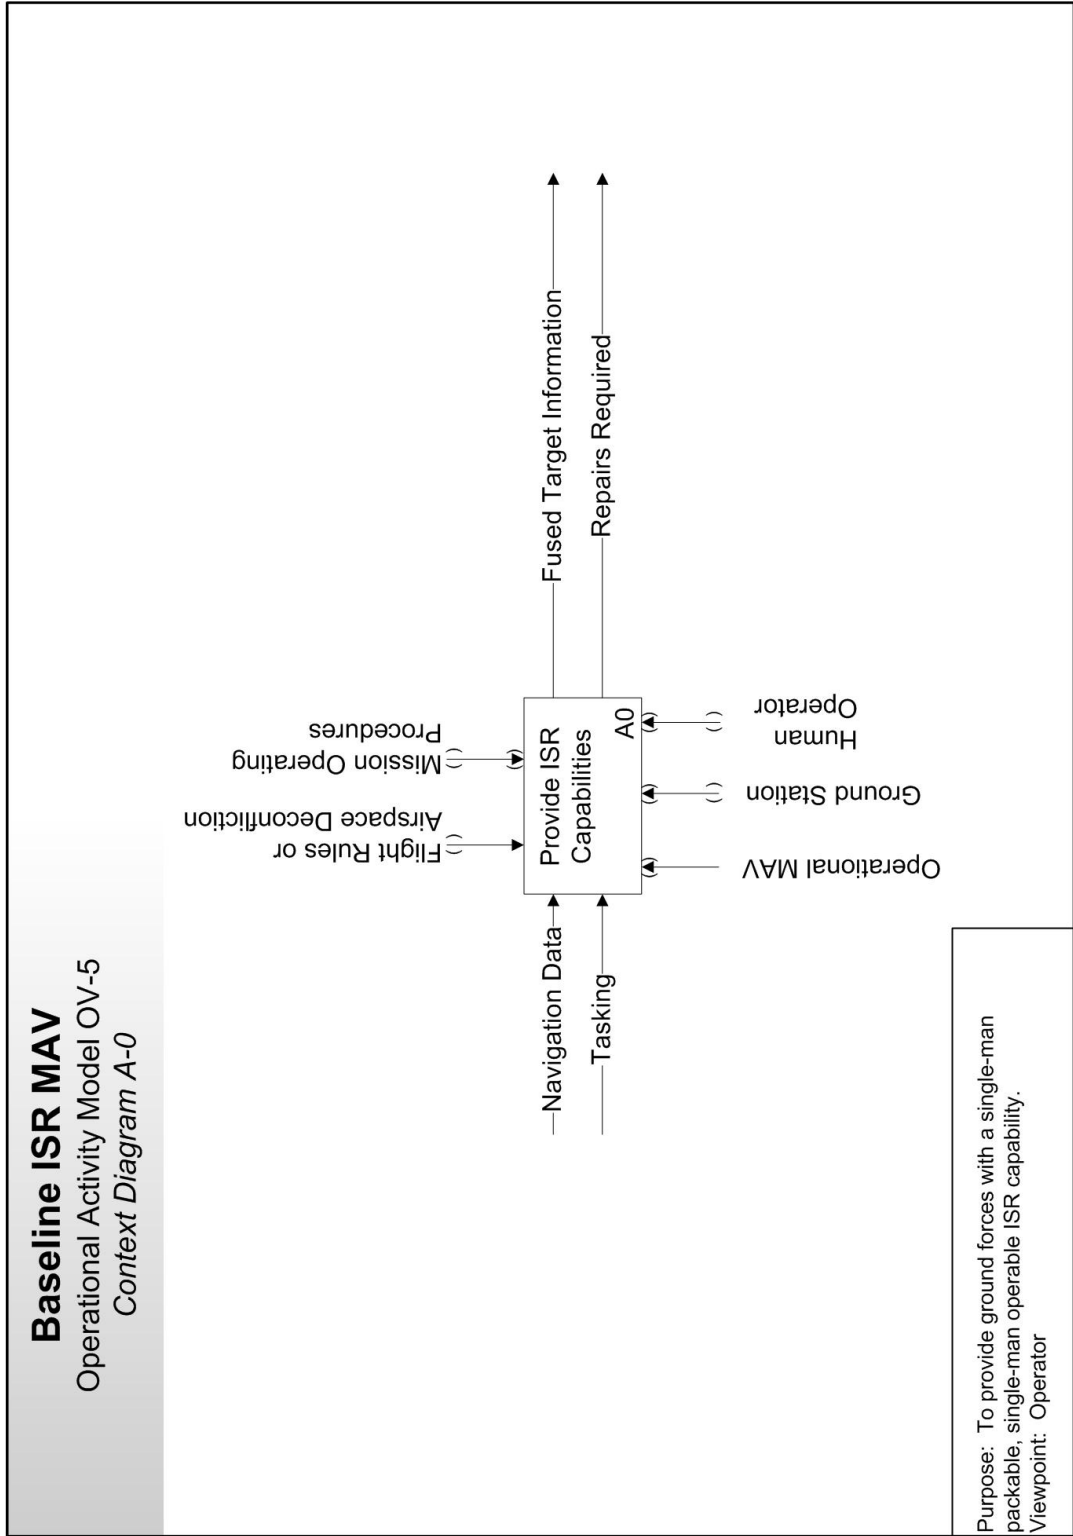 Baseline ISR MAV
Operational Activity Model OV-5
Context Diagram A-0
Flight Rules or
Airspace Deconfliction
Mission Operating
Procedures
Navigation Data
Tasking
Provide ISR
Capabilities
A0
Fused Target Information
Repairs Required
Operational MAV
Ground Station
Human
Operator
Purpose: To provide ground forces with a single-man
packable, single-man operable ISR capability.
Viewpoint: Operator